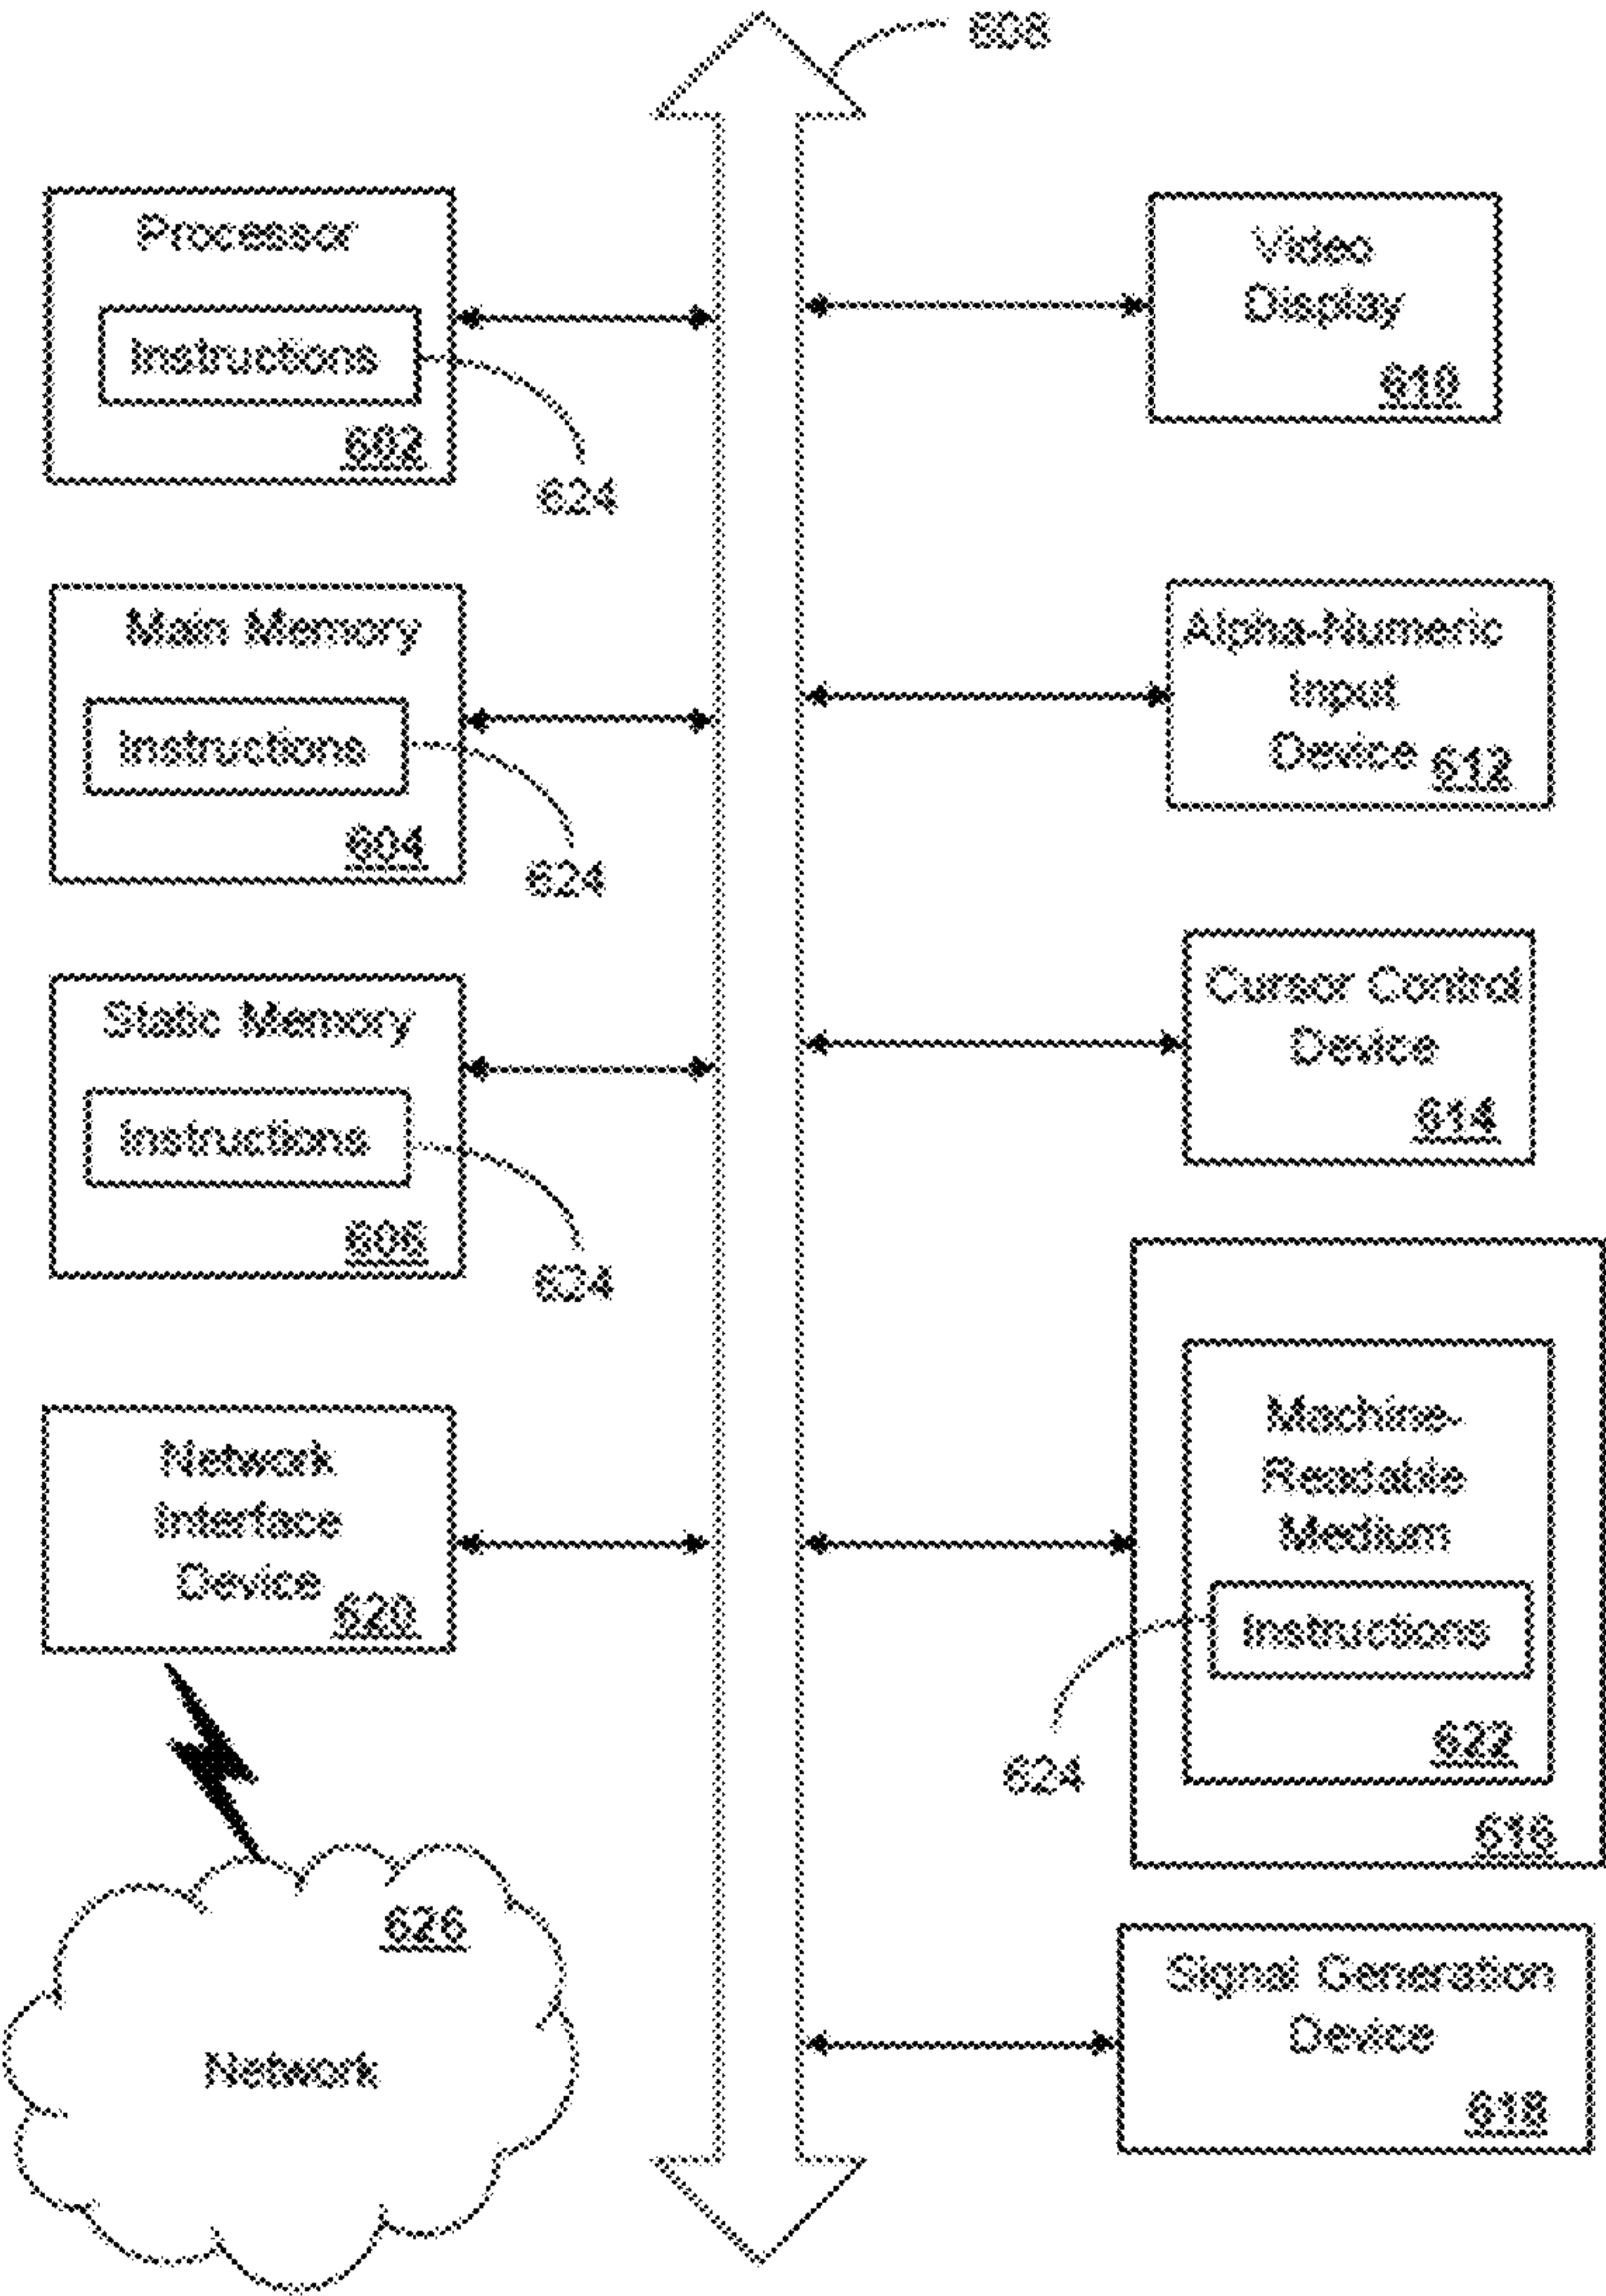 608
Processor
Instructions
602
624
Video
Display
610
Main Memory
Instructions
604
624
Alpha-Numeric
Input
Device 612
Static Memory
Instructions
606
624
Cursor Control
Device
614
Network
Interface
Device 620
Machine-
Readable
Medium
Instructions
622
624
616
626
Network
Signal Generation
Device
618